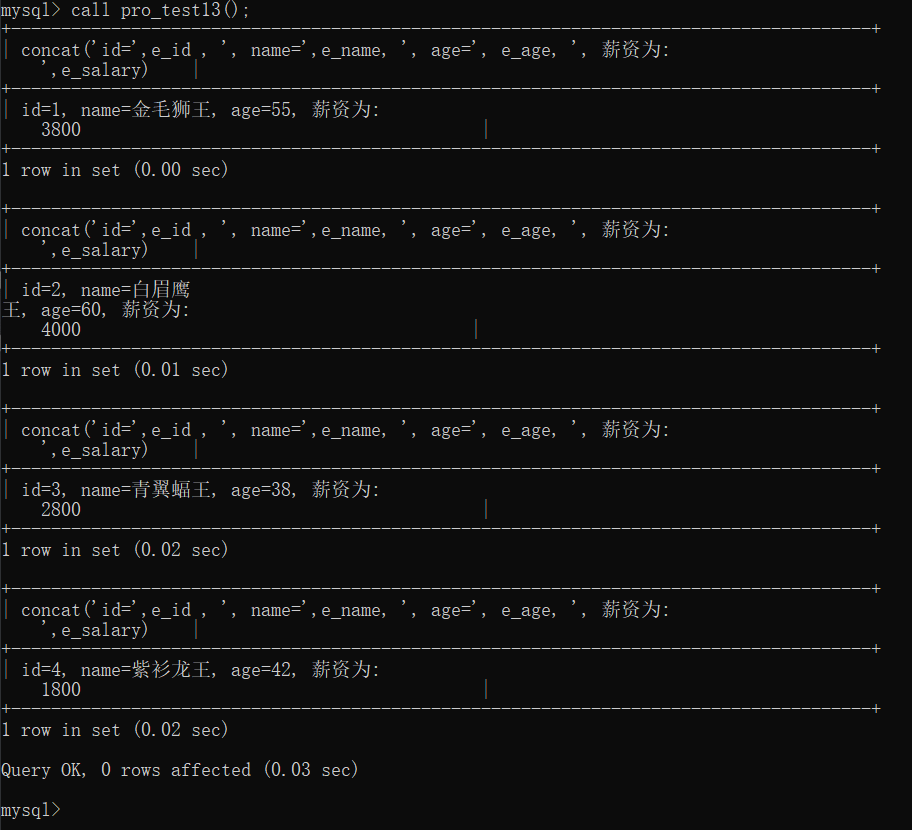 mysql> call pro_test13();
+--------------------------------------------------------------------------------------+
| concat('id=',e_id , ', name=',e_name, ', age=', e_age, ', 薪资为:
    ',e_salary)     |
+--------------------------------------------------------------------------------------+
| id=1, name=金毛狮王, age=55, 薪资为:
    3800                                        |
+--------------------------------------------------------------------------------------+
1 row in set (0.00 sec)
+--------------------------------------------------------------------------------------+
| concat('id=',e_id , ', name=',e_name, ', age=', e_age, ', 薪资为:
    ',e_salary)     |
+--------------------------------------------------------------------------------------+
| id=2, name=白眉鹰
王, age=60, 薪资为:
    4000                                       |
+--------------------------------------------------------------------------------------+
1 row in set (0.01 sec)
+--------------------------------------------------------------------------------------+
| concat('id=',e_id , ', name=',e_name, ', age=', e_age, ', 薪资为:
    ',e_salary)     |
+--------------------------------------------------------------------------------------+
| id=3, name=青翼蝠王, age=38, 薪资为:
    2800                                        |
+--------------------------------------------------------------------------------------+
1 row in set (0.02 sec)
+--------------------------------------------------------------------------------------+
| concat('id=',e_id , ', name=',e_name, ', age=', e_age, ', 薪资为:
    ',e_salary)     |
+--------------------------------------------------------------------------------------+
| id=4, name=紫衫龙王, age=42, 薪资为:
    1800                                        |
+--------------------------------------------------------------------------------------+
1 row in set (0.02 sec)
Query OK, 0 rows affected (0.03 sec)
mysql>